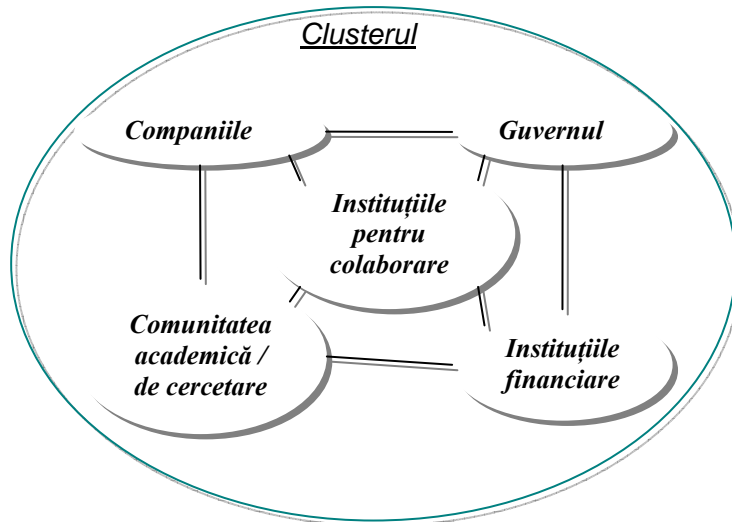 Clusterul
Companiile
Guvernul
Instituțiile
pentru
colaborare
Comunitatea
academică /
de cercetare
Instituțiile
financiare